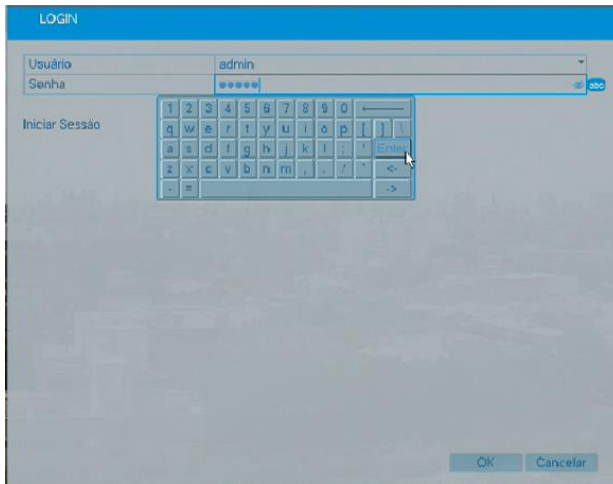 LOGIN
Usuário admin
Senha •••••
abc
1 2 3 4 5 6 7 8 9 0
q w e r t y u i o p [ ] \
Iniciar Sessão
a s d f g h j k l ; ' Enter
z x c v b n m , . / ` <-
- = ->
OK Cancelar